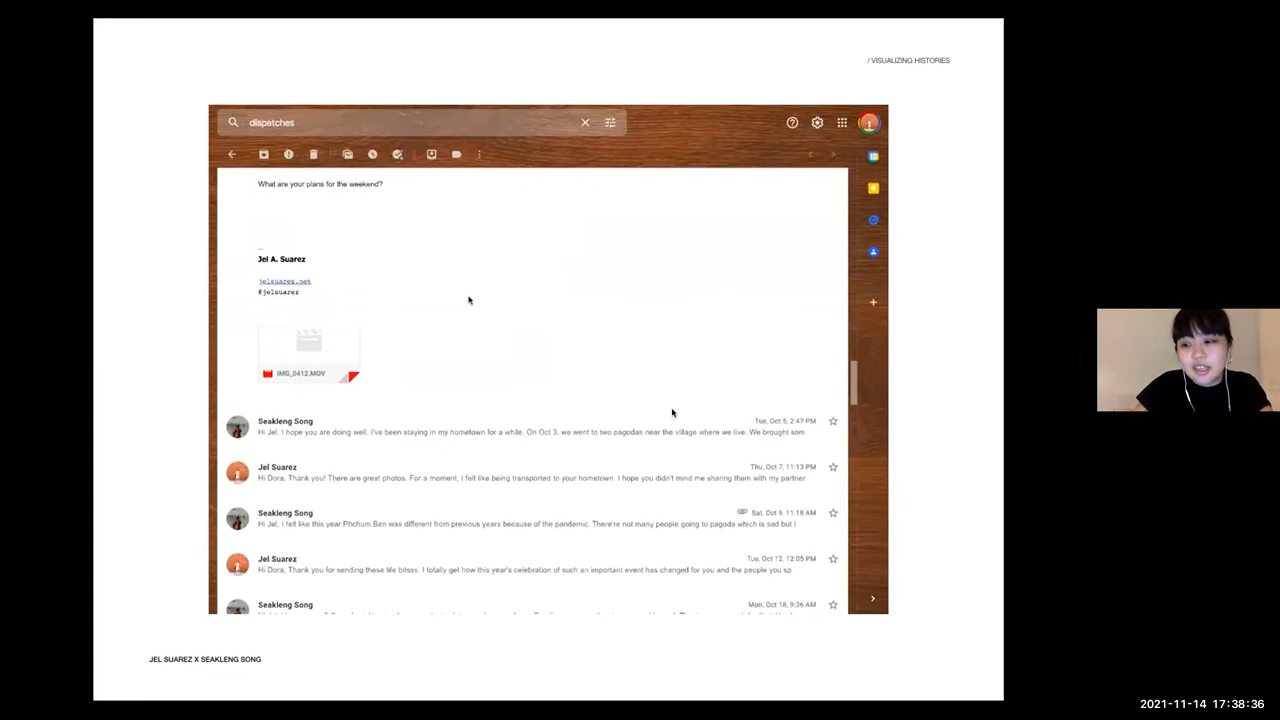 / VISUALIZING HISTORIES
dispatches
What are your plans for the weekend?
--
Jel A. Suarez
jelsuarez.net
@jelsuarez
IMG_0412.MOV
Seakleng Song Tue, Oct 5, 2:47 PM
Hi Jel, I hope you are doing well. I've been staying in my hometown for a while. On Oct 3, we went to two pagodas near the village where we live. We brought som
Jel Suarez Thu, Oct 7, 11:13 PM
Hi Dora, Thank you! There are great photos. For a moment, I felt like being transported to your hometown. I hope you didn't mind me sharing them with my partner
Seakleng Song Sat, Oct 9, 11:18 AM
Hi Jel, I felt like this year Phchum Ben was different from previous years because of the pandemic. There're not many people going to pagoda which is sad but I
Jel Suarez Tue, Oct 12, 12:05 PM
Hi Dora, Thank you for sending these life bitsss. I totally get how this year's celebration of such an important event has changed for you and the people you sp
Seakleng Song Mon, Oct 18, 9:36 AM
JEL SUAREZ X SEAKLENG SONG
2021-11-14 17:38:36